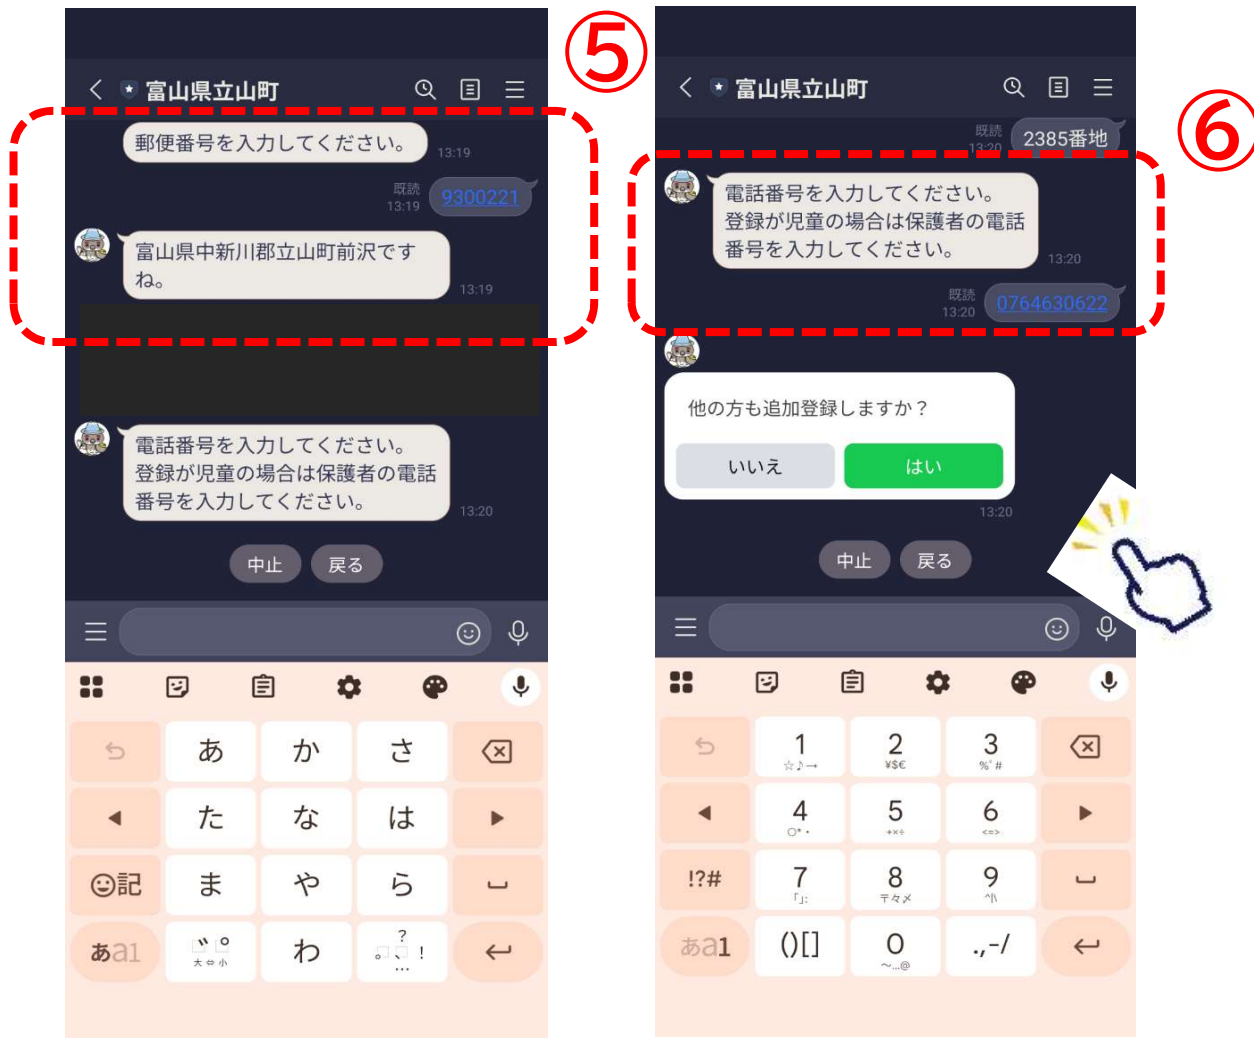 ⑤
富山県立山町
郵便番号を入力してください。
13:19
既読
13:19
9300221
富山県中新川郡立山町前沢です
ね。
13:19
電話番号を入力してください。
登録が児童の場合は保護者の電話
番号を入力してください。
13:20
中止
戻る
あ
か
さ
た
な
は
記
ま
や
ら
あa1
大⇔小
わ
。、?!…
⑥
富山県立山町
既読
13:20
2385番地
電話番号を入力してください。
登録が児童の場合は保護者の電話
番号を入力してください。
13:20
既読
13:20
0764630622
他の方も追加登録しますか？
いいえ
はい
13:20
中止
戻る
1
☆♪→
2
¥$€
3
%°#
4
○*・
5
+×÷
6
<=>
!?#
7
「」:
8
〒々〆
9
^|\
あa1
()[]
0
～…@
.,-/